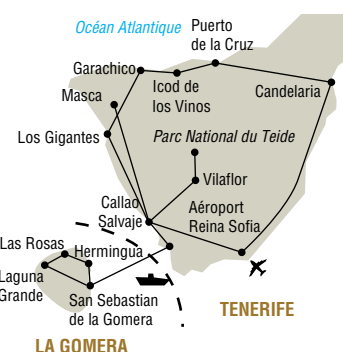 Océan Atlantique
Puerto
de la Cruz
Garachico
Icod de
los Vinos
Candelaria
Masca
Los Gigantes
Parc National du Teide
Vilaflor
Callao
Salvaje
Aéroport
Reina Sofia
Las Rosas
Hermingua
Laguna
Grande
San Sebastian
de la Gomera
TENERIFE
LA GOMERA